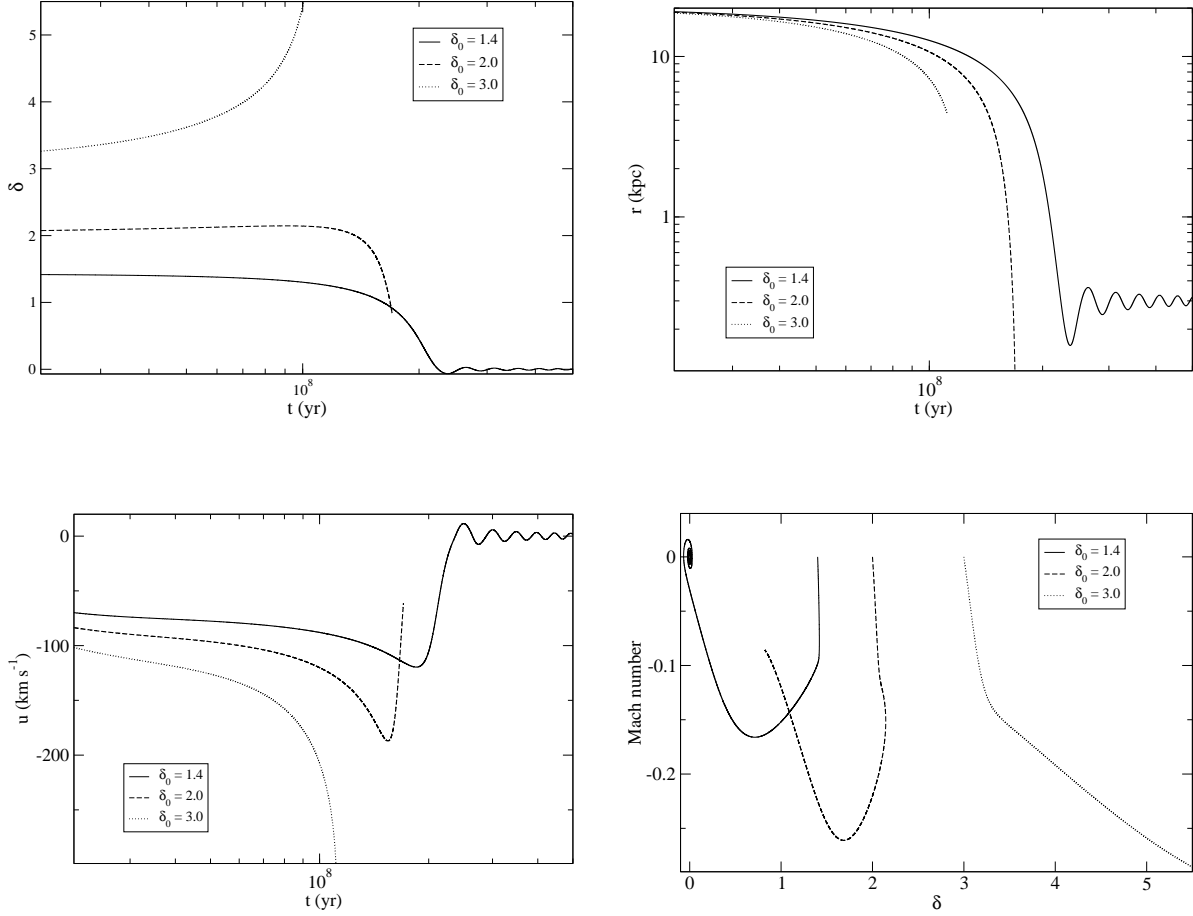 5
4
3
2
1
0
δ
10^8
t (yr)
δ_0 = 1.4
δ_0 = 2.0
δ_0 = 3.0
10
1
r (kpc)
10^8
t (yr)
δ_0 = 1.4
δ_0 = 2.0
δ_0 = 3.0
0
-100
-200
u (km s^-1)
10^8
t (yr)
δ_0 = 1.4
δ_0 = 2.0
δ_0 = 3.0
0
-0.1
-0.2
Mach number
0 1 2 3 4 5
δ
δ_0 = 1.4
δ_0 = 2.0
δ_0 = 3.0